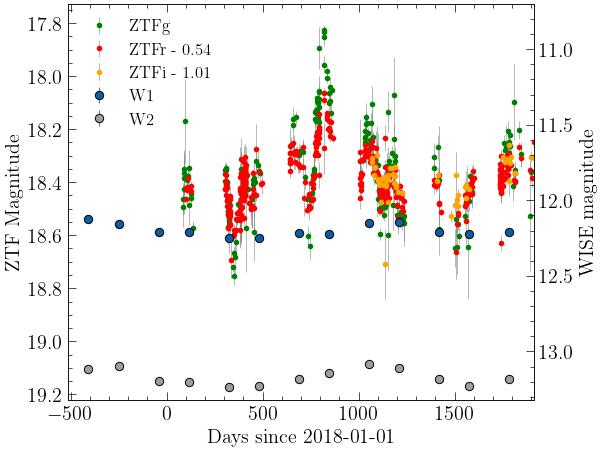 17.8
18.0
18.2
18.4
18.6
18.8
19.0
19.2
ZTF Magnitude
ZTFg
ZTFr - 0.54
ZTFi - 1.01
W1
W2
11.0
11.5
12.0
12.5
13.0
WISE magnitude
−500 0 500 1000 1500
Days since 2018-01-01